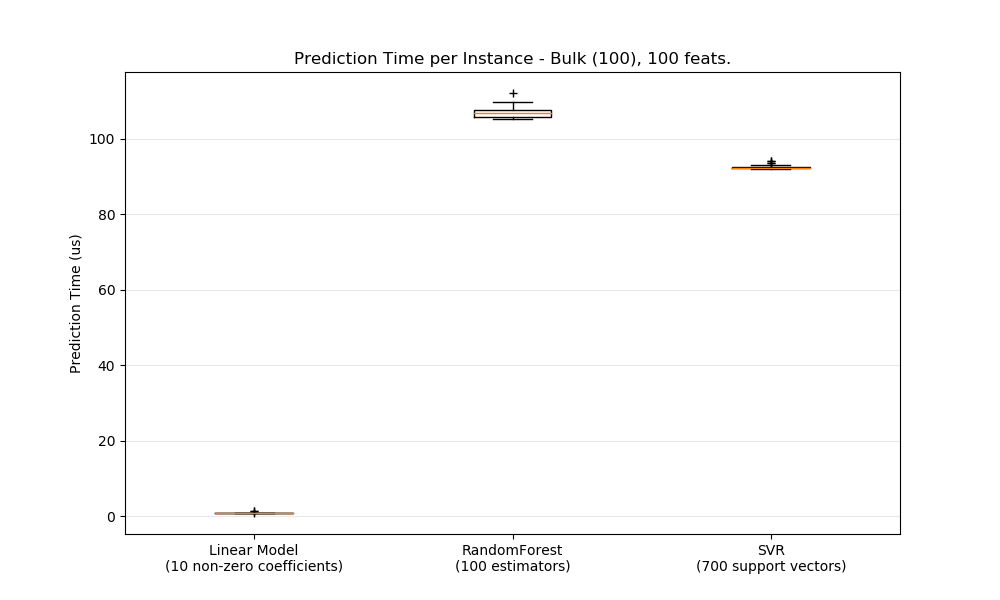 Prediction Time per Instance - Bulk (100), 100 feats.
Prediction Time (us)
100
80
60
40
20
0
Linear Model
(10 non-zero coefficients)
RandomForest
(100 estimators)
SVR
(700 support vectors)